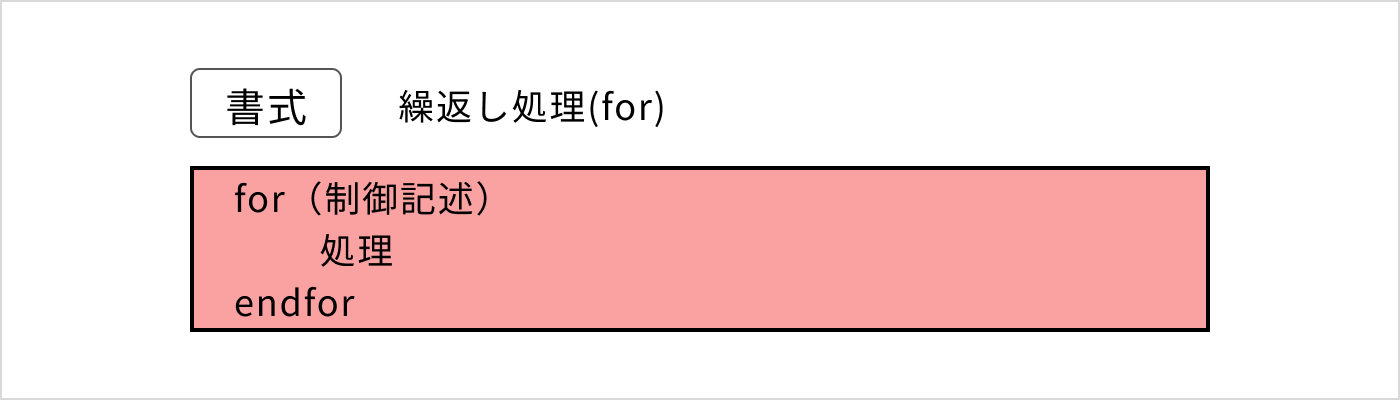 書式 繰返し処理(for)
for（制御記述）
処理
endfor